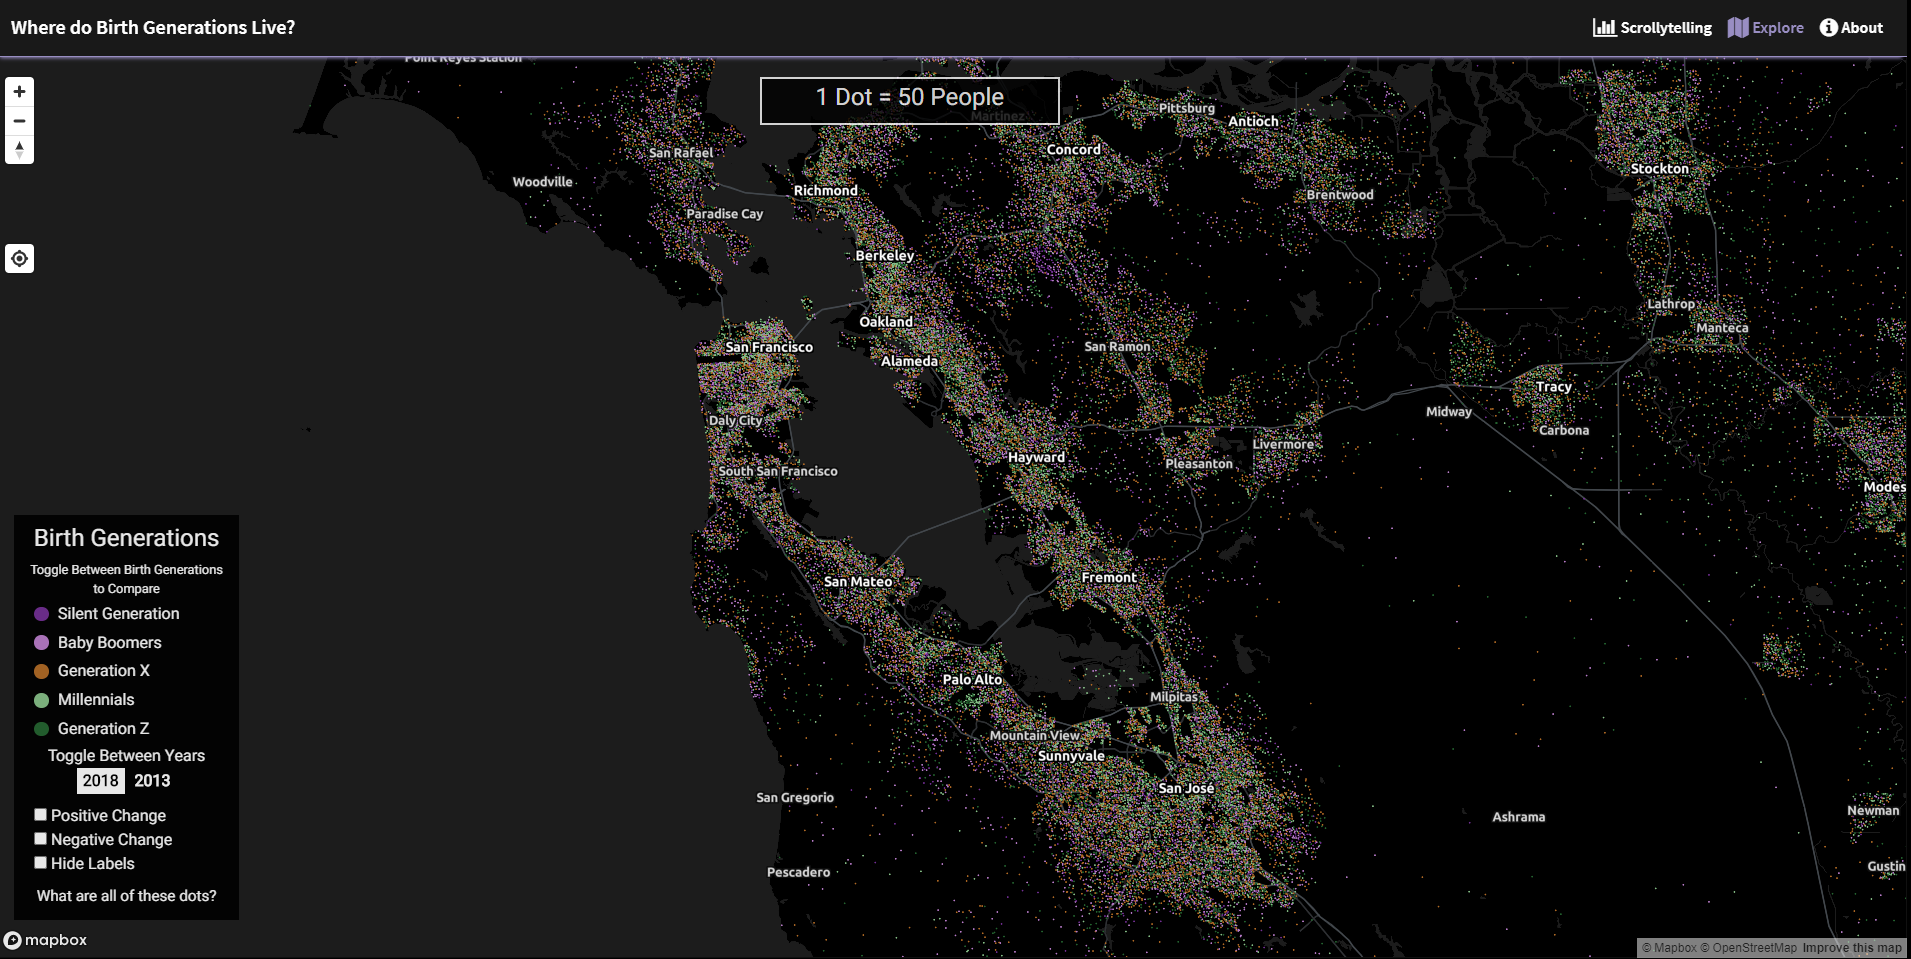 Where do Birth Generations Live?
Scrollytelling
Explore
About
Point Reyes Station
1 Dot = 50 People
Martinez
Pittsburg
Antioch
Concord
San Rafael
Stockton
Woodville
Richmond
Brentwood
Paradise Cay
Berkeley
Lathrop
Oakland
Manteca
San Francisco
San Ramon
Alameda
Tracy
Midway
Daly City
Carbona
Livermore
Hayward
Pleasanton
South San Francisco
Modes
Birth Generations
Toggle Between Birth Generations
to Compare
Silent Generation
Baby Boomers
Generation X
Millennials
Generation Z
Toggle Between Years
2018 2013
Positive Change
Negative Change
Hide Labels
What are all of these dots?
San Mateo
Fremont
Palo Alto
Milpitas
Mountain View
Sunnyvale
San José
San Gregorio
Newman
Ashrama
Gustin
Pescadero
mapbox
© Mapbox © OpenStreetMap Improve this map